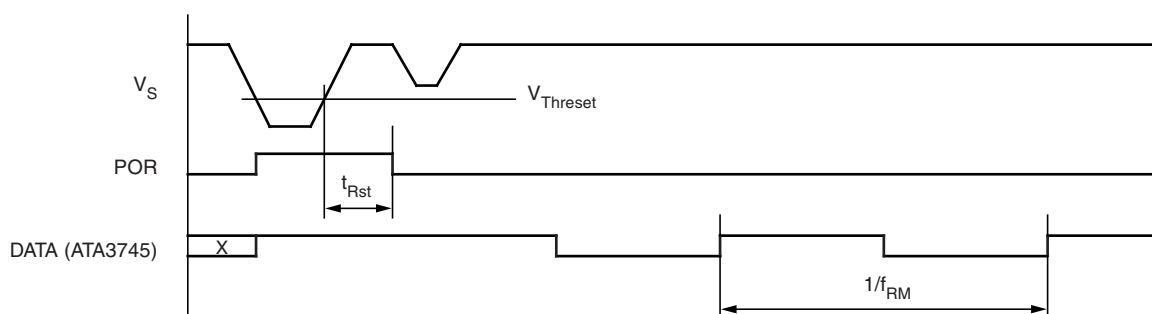 V_S
V_Threset
POR
t_Rst
DATA (ATA3745)
X
1/f_RM